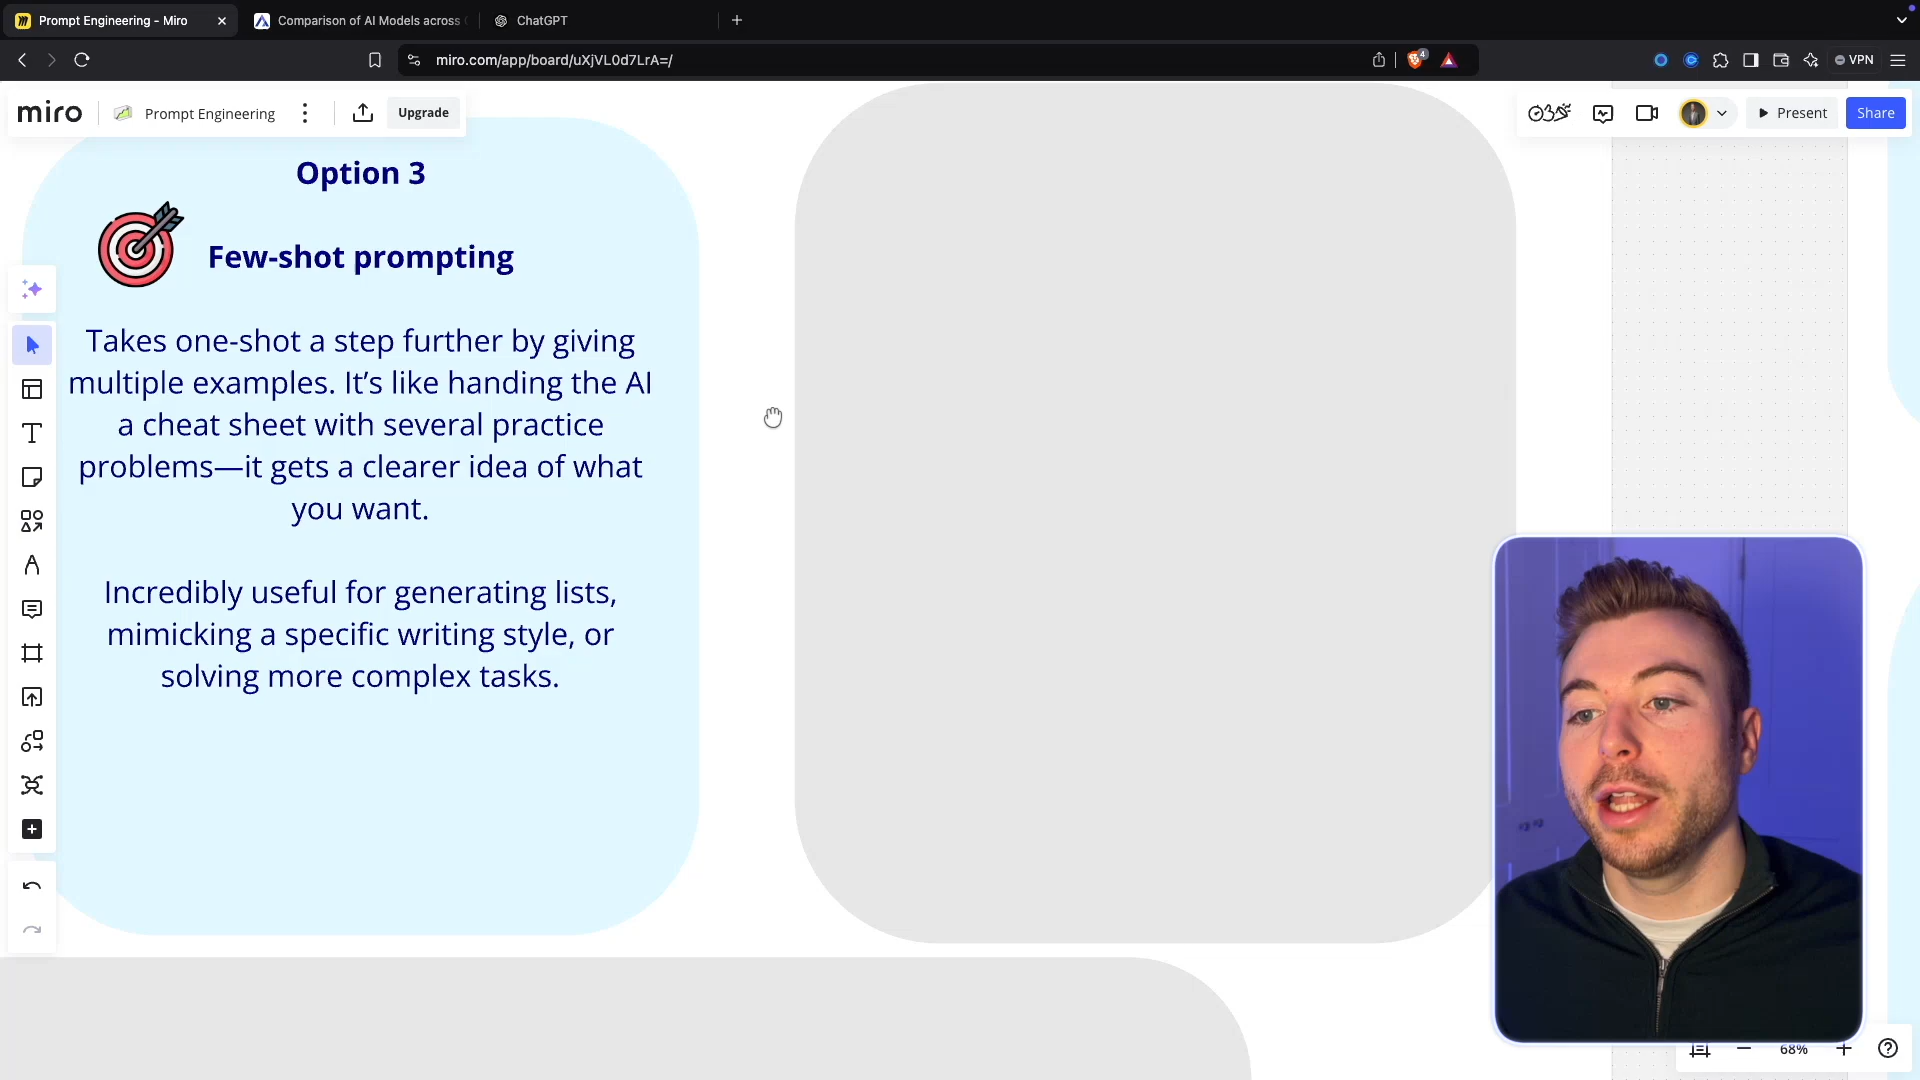 Prompt Engineering - Miro
Comparison of AI Models across
ChatGPT
miro.com/app/board/uXjVL0d7LrA=/
4
VPN
miro
Prompt Engineering
Upgrade
Present
Share
Option 3
Few-shot prompting
Takes one-shot a step further by giving
multiple examples. It’s like handing the AI
a cheat sheet with several practice
problems—it gets a clearer idea of what
you want.
Incredibly useful for generating lists,
mimicking a specific writing style, or
solving more complex tasks.
68%